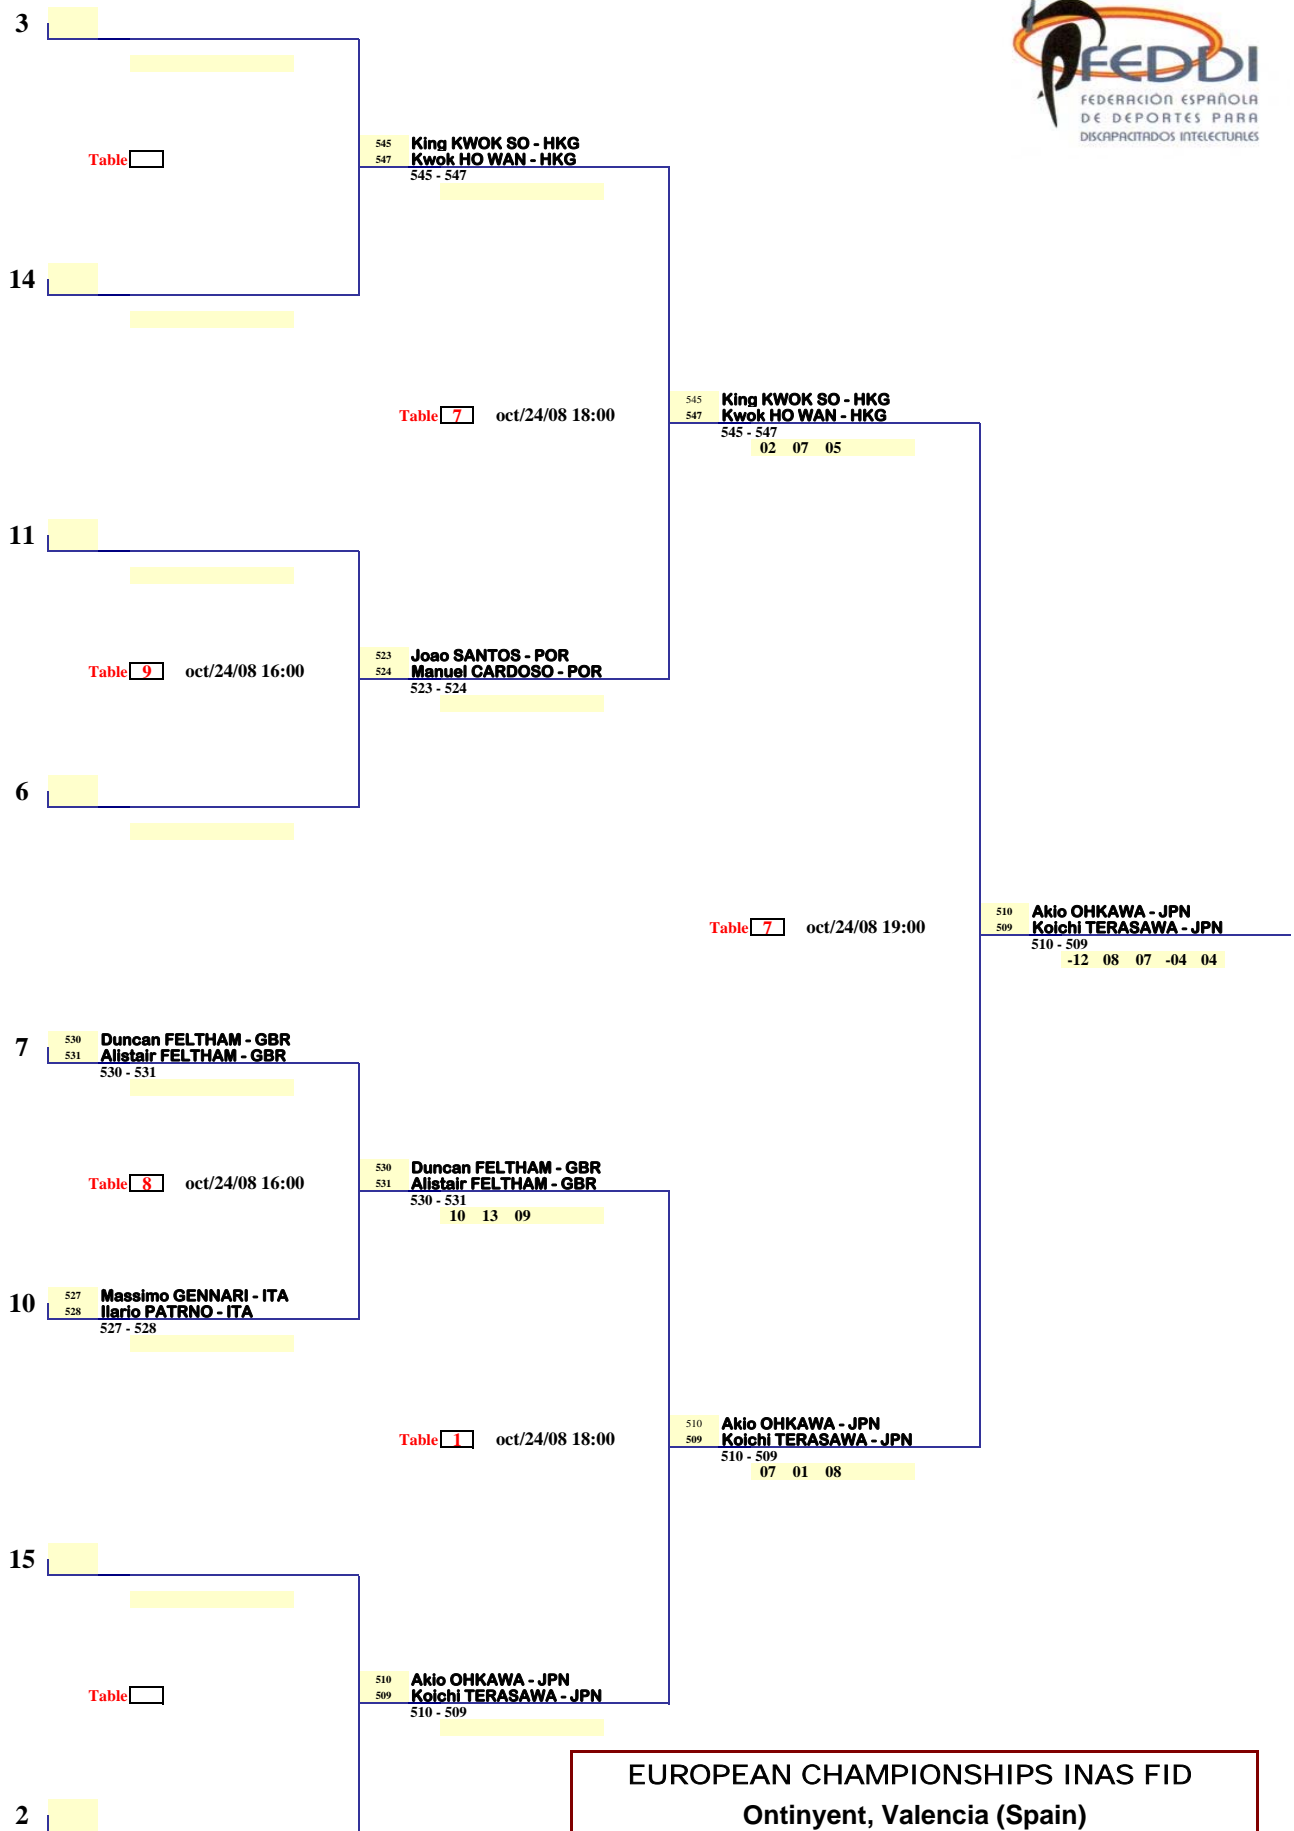 3
FEDDI
FEDERACIÓN ESPAÑOLA
DE DEPORTES PARA
DISCAPACITADOS INTELECTUALES
545 King KWOK SO - HKG
547 Kwok HO WAN - HKG
545 - 547
Table
14
545 King KWOK SO - HKG
547 Kwok HO WAN - HKG
545 - 547
02 07 05
Table 7 oct/24/08 18:00
11
523 Joao SANTOS - POR
524 Manuel CARDOSO - POR
523 - 524
Table 9 oct/24/08 16:00
6
510 Akio OHKAWA - JPN
509 Koichi TERASAWA - JPN
510 - 509
-12 08 07 -04 04
Table 7 oct/24/08 19:00
7
530 Duncan FELTHAM - GBR
531 Alistair FELTHAM - GBR
530 - 531
530 Duncan FELTHAM - GBR
531 Alistair FELTHAM - GBR
530 - 531
10 13 09
Table 8 oct/24/08 16:00
10
527 Massimo GENNARI - ITA
528 Ilario PATRNO - ITA
527 - 528
510 Akio OHKAWA - JPN
509 Koichi TERASAWA - JPN
510 - 509
07 01 08
Table 1 oct/24/08 18:00
15
510 Akio OHKAWA - JPN
509 Koichi TERASAWA - JPN
510 - 509
Table
EUROPEAN CHAMPIONSHIPS INAS FID
Ontinyent, Valencia (Spain)
2